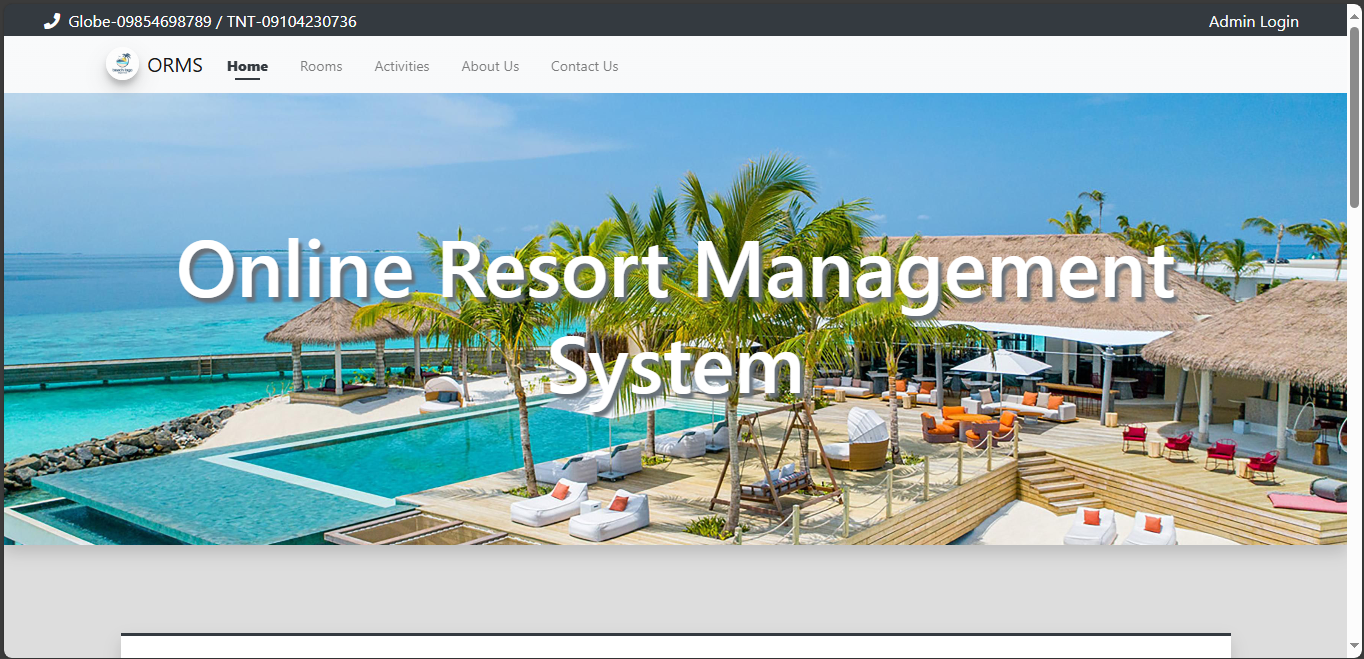 Globe-09854698789 / TNT-09104230736
Admin Login
ORMS
Home
Rooms
Activities
About Us
Contact Us
Online Resort Management
System